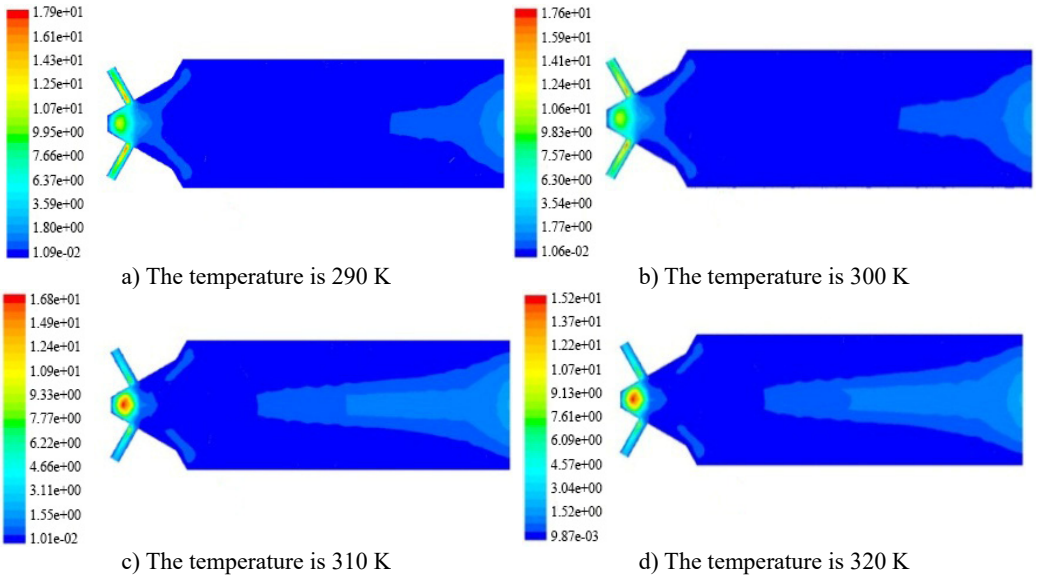 1.79e+01
1.61e+01
1.43e+01
1.25e+01
1.07e+01
9.95e+00
7.66e+00
6.37e+00
3.59e+00
1.80e+00
1.09e-02
a) The temperature is 290 K
1.76e+01
1.59e+01
1.41e+01
1.24e+01
1.06e+01
9.83e+00
7.57e+00
6.30e+00
3.54e+00
1.77e+00
1.06e-02
b) The temperature is 300 K
1.68e+01
1.49e+01
1.24e+01
1.09e+01
9.33e+00
7.77e+00
6.22e+00
4.66e+00
3.11e+00
1.55e+00
1.01e-02
c) The temperature is 310 K
1.52e+01
1.37e+01
1.22e+01
1.07e+01
9.13e+00
7.61e+00
6.09e+00
4.57e+00
3.04e+00
1.52e+00
9.87e-03
d) The temperature is 320 K